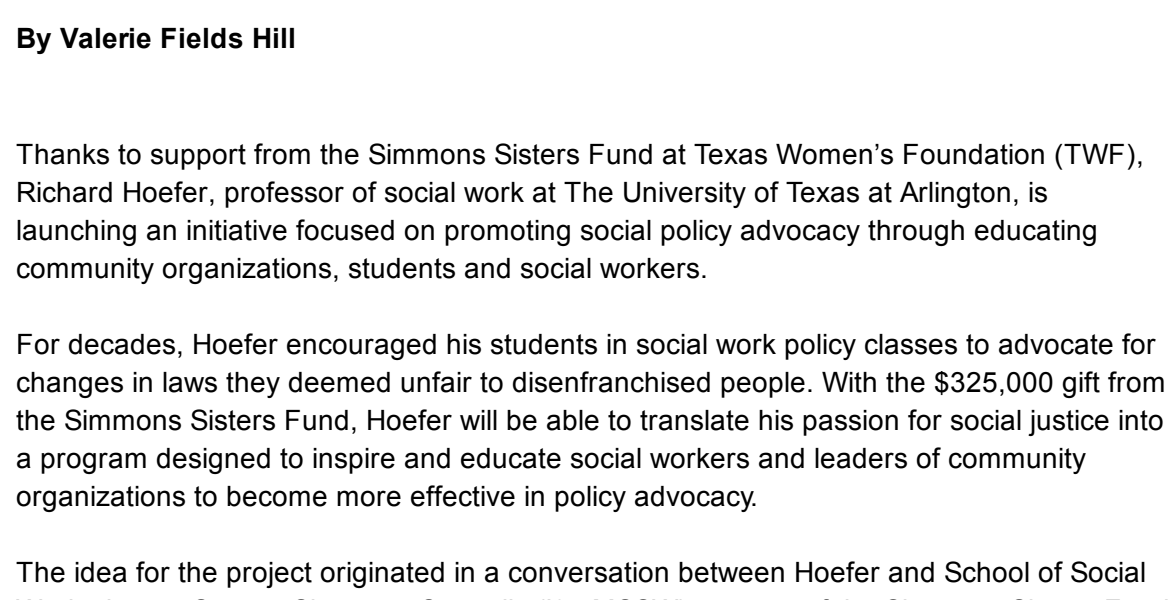 By Valerie Fields Hill
Thanks to support from the Simmons Sisters Fund at Texas Women’s Foundation (TWF),
Richard Hoefer, professor of social work at The University of Texas at Arlington, is
launching an initiative focused on promoting social policy advocacy through educating
community organizations, students and social workers.
For decades, Hoefer encouraged his students in social work policy classes to advocate for
changes in laws they deemed unfair to disenfranchised people. With the $325,000 gift from
the Simmons Sisters Fund, Hoefer will be able to translate his passion for social justice into
a program designed to inspire and educate social workers and leaders of community
organizations to become more effective in policy advocacy.
The idea for the project originated in a conversation between Hoefer and School of Social